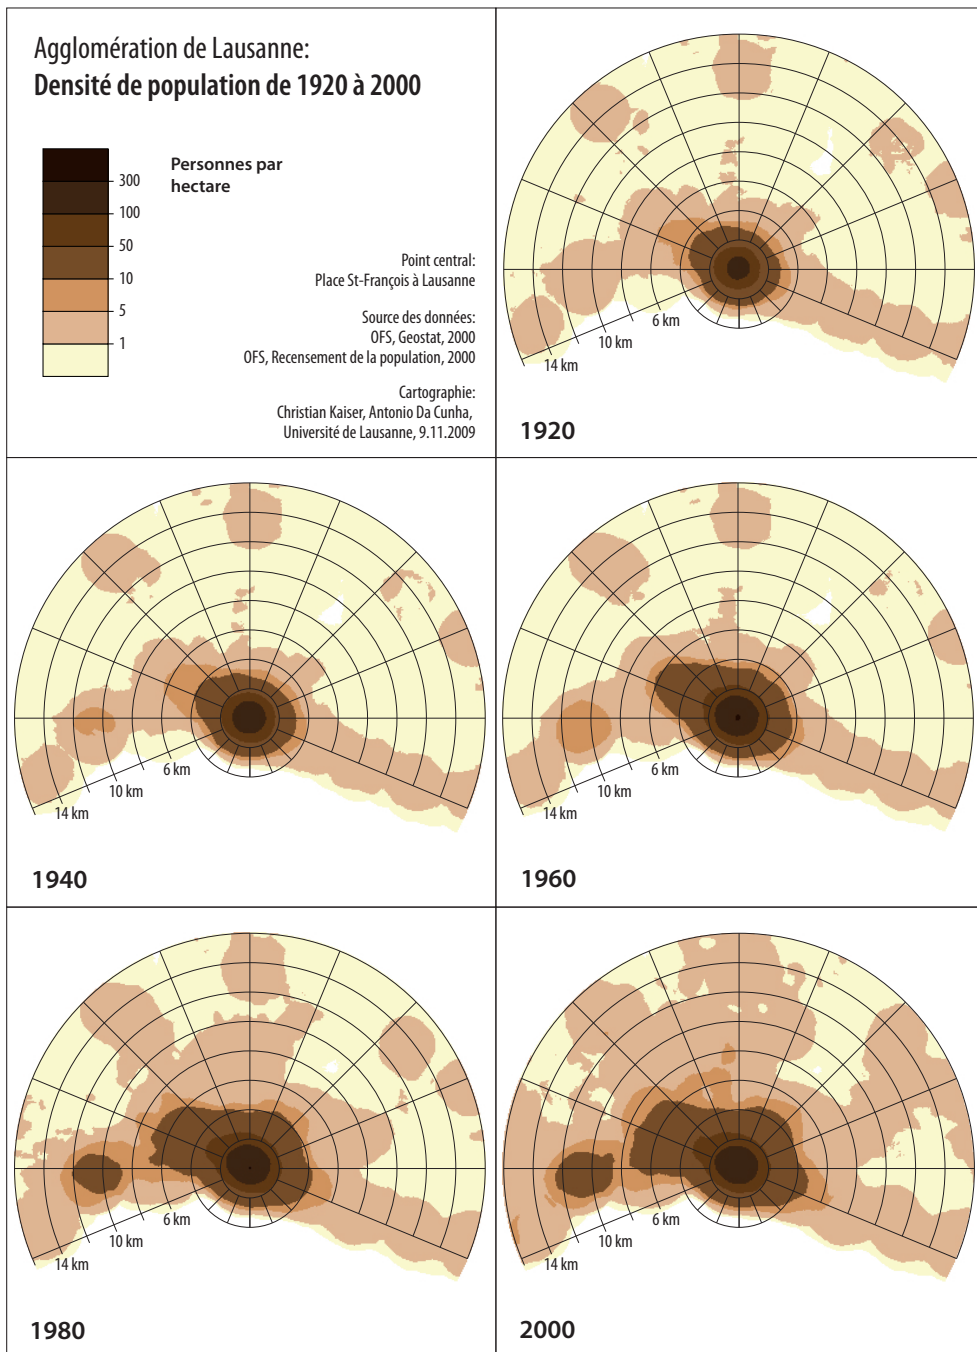 Agglomération de Lausanne:
Densité de population de 1920 à 2000
Personnes par
hectare
300
100
50
10
5
1
Point central:
Place St-François à Lausanne
Source des données:
OFS, Geostat, 2000
OFS, Recensement de la population, 2000
Cartographie:
Christian Kaiser, Antonio Da Cunha,
Université de Lausanne, 9.11.2009
6 km
10 km
14 km
1920
6 km
10 km
14 km
1940
6 km
10 km
14 km
1960
6 km
10 km
14 km
1980
6 km
10 km
14 km
2000